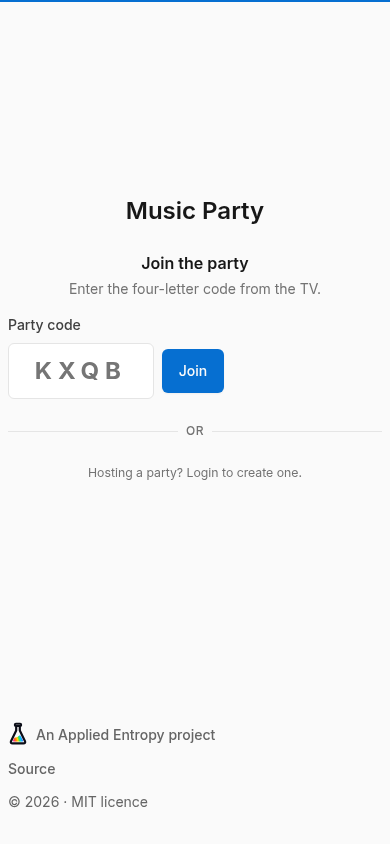 Music Party
Join the party
Enter the four-letter code from the TV.
Party code
KXQB
Join
OR
Hosting a party? Login to create one.
An Applied Entropy project
Source
© 2026 · MIT licence